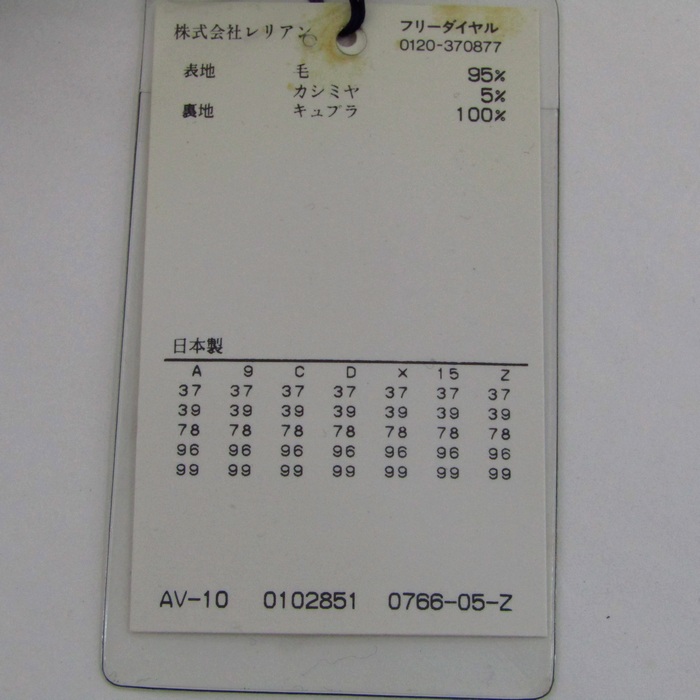 株式会社レリアン フリーダイヤル
0120-370877
表地 毛 95%
カシミヤ 5%
裏地 キュプラ 100%
日本製
A 9 C D X 15 Z
37 37 37 37 37 37 37
39 39 39 39 39 39 39
78 78 78 78 78 78 78
96 96 96 96 96 96 96
99 99 99 99 99 99 99
AV-10 0102851 0766-05-Z